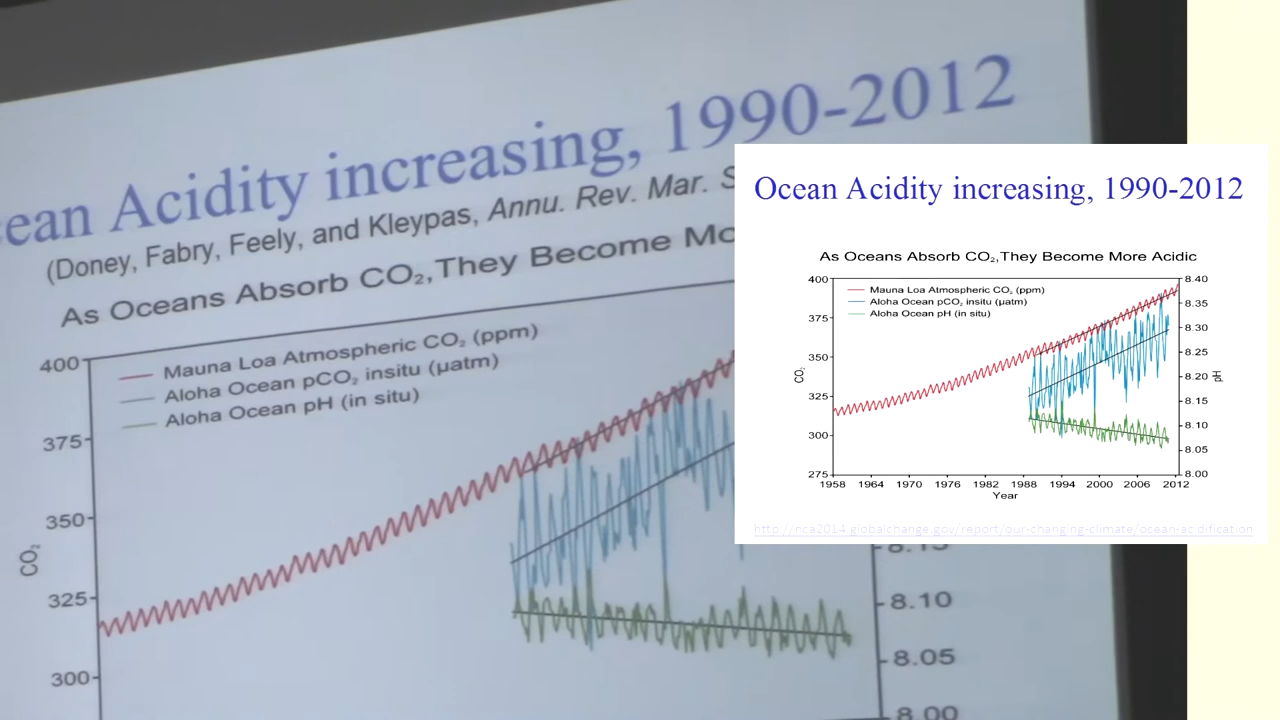 ean Acidity increasing, 1990-2012
(Doney, Fabry, Feely, and Kleypas, Annu. Rev. Mar. S
As Oceans Absorb CO₂,They Become Mo
400
Mauna Loa Atmospheric CO₂ (ppm)
Aloha Ocean pCO₂ insitu (μatm)
Aloha Ocean pH (in situ)
375
350
CO₂
325
300
8.15
8.10
8.05
8.00
Ocean Acidity increasing, 1990-2012
As Oceans Absorb CO₂,They Become More Acidic
400
375
350
325
300
275
CO₂
Mauna Loa Atmospheric CO₂ (ppm)
Aloha Ocean pCO₂ insitu (μatm)
Aloha Ocean pH (in situ)
8.40
8.35
8.30
8.25
8.20
8.15
8.10
8.05
8.00
pH
1958 1964 1970 1976 1982 1988 1994 2000 2006 2012
Year
http://nca2014.globalchange.gov/report/our-changing-climate/ocean-acidification